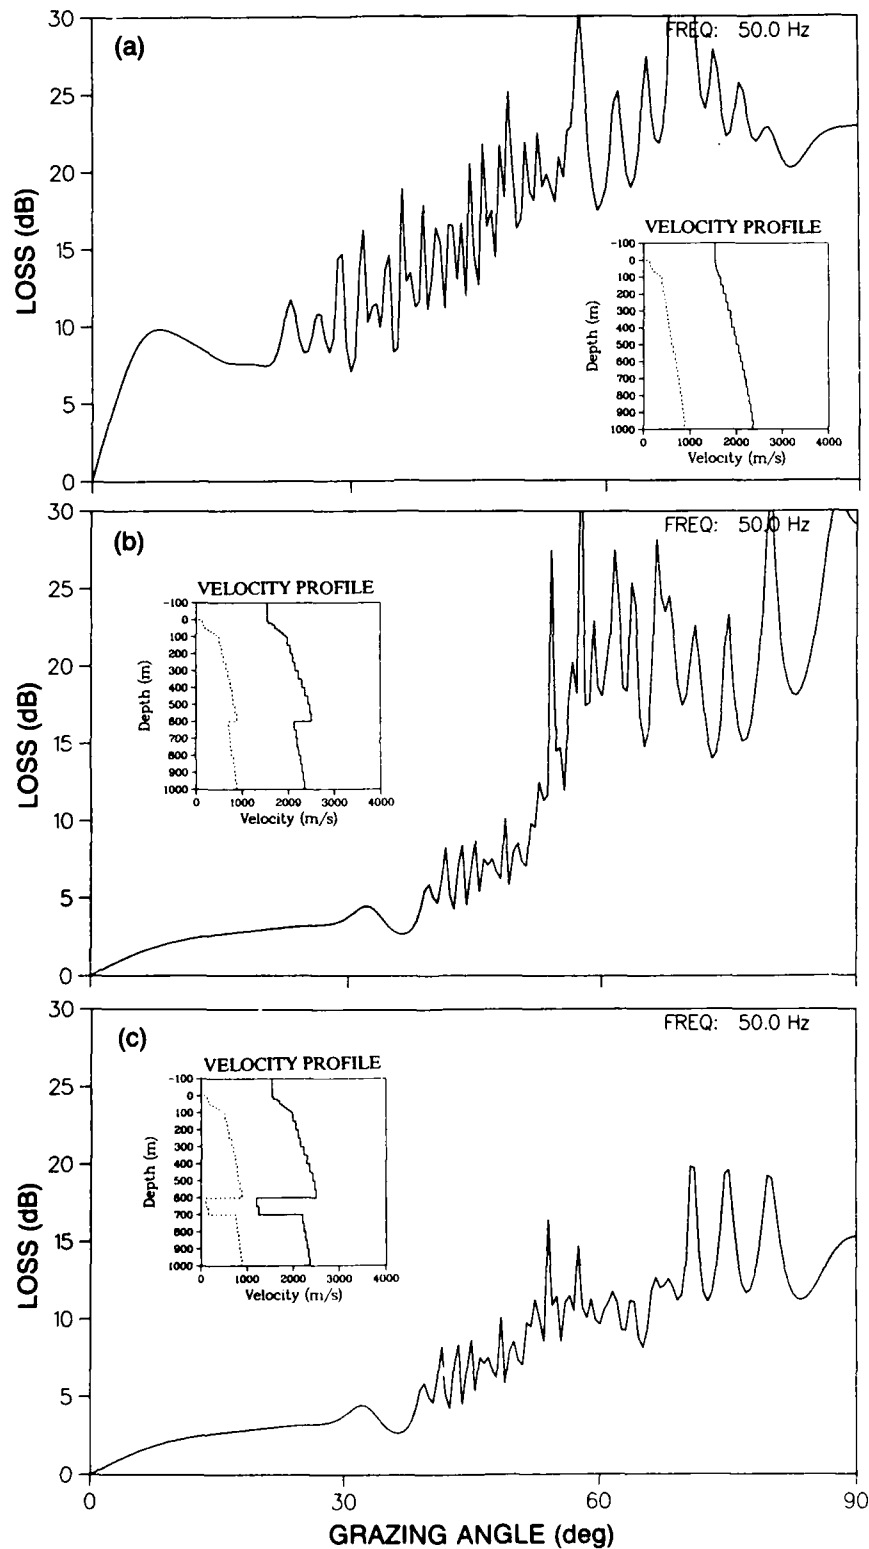 (a)
FREQ: 50.0 Hz
30
25
20
15
10
5
0
LOSS (dB)
VELOCITY PROFILE
-100
0
100
200
300
400
500
600
700
800
900
1000
Depth (m)
0 1000 2000 3000 4000
Velocity (m/s)
(b)
FREQ: 50.0 Hz
30
25
20
15
10
5
0
LOSS (dB)
VELOCITY PROFILE
-100
0
100
200
300
400
500
600
700
800
900
1000
Depth (m)
0 1000 2000 3000 4000
Velocity (m/s)
(c)
FREQ: 50.0 Hz
30
25
20
15
10
5
0
LOSS (dB)
VELOCITY PROFILE
-100
0
100
200
300
400
500
600
700
800
900
1000
Depth (m)
0 1000 2000 3000 4000
Velocity (m/s)
0 30 60 90
GRAZING ANGLE (deg)